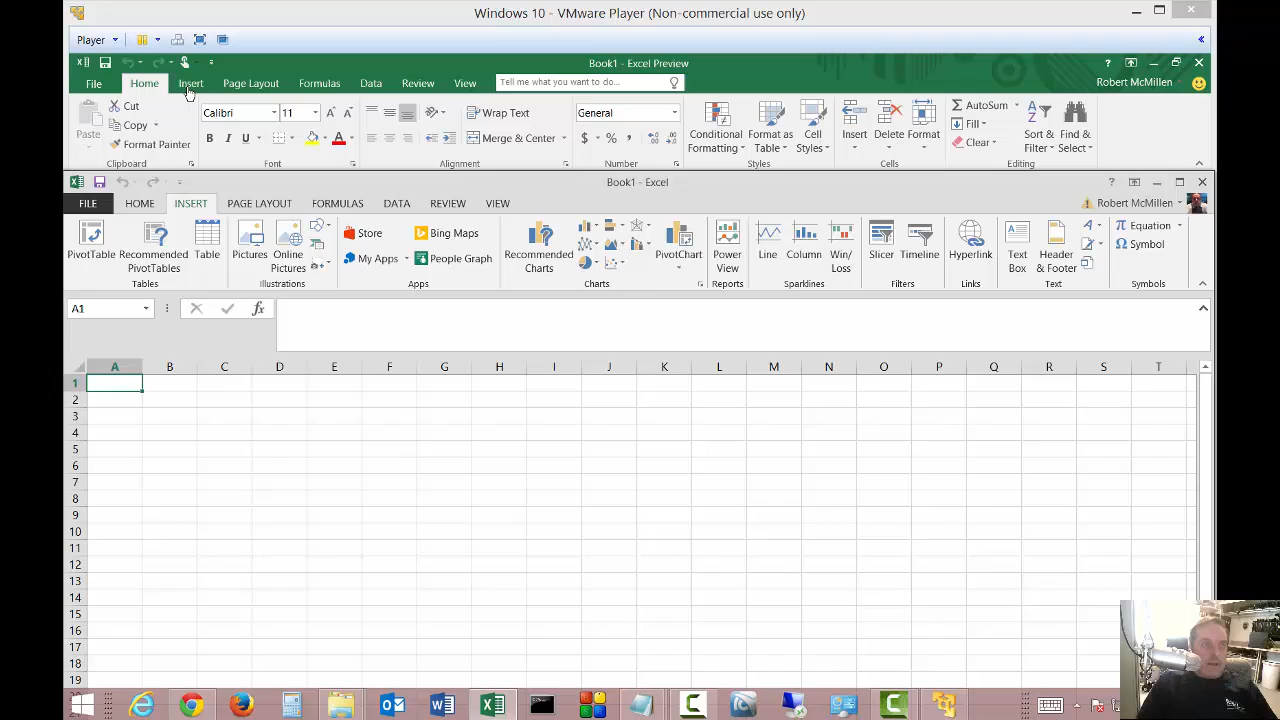 Windows 10 - VMware Player (Non-commercial use only)
Player
Book1 - Excel Preview
File Home Insert Page Layout Formulas Data Review View Tell me what you want to do... Robert McMillen
Paste Cut Calibri 11 Wrap Text General Conditional Formatting Format as Table Cell Styles Insert Delete Format AutoSum Sort & Filter Find & Select
Copy B I U Merge & Center $ % , Fill
Format Painter Clear
Clipboard Font Alignment Number Styles Cells Editing
Book1 - Excel
FILE HOME INSERT PAGE LAYOUT FORMULAS DATA REVIEW VIEW Robert McMillen
PivotTable Recommended PivotTables Table Pictures Online Pictures Store Bing Maps Recommended Charts PivotChart Power View Line Column Win/Loss Slicer Timeline Hyperlink Text Box Header & Footer Equation
My Apps People Graph Symbol
Tables Illustrations Apps Charts Reports Sparklines Filters Links Text Symbols
A1 fx
A B C D E F G H I J K L M N O P Q R S T
1
2
3
4
5
6
7
8
9
10
11
12
13
14
15
16
17
18
19